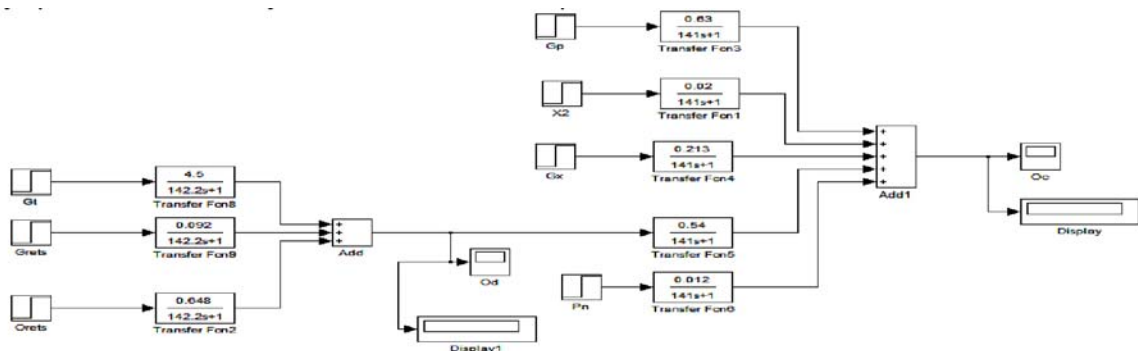 0.63
141s+1
Gp
Transfer Fcn3
0.02
141s+1
X2
Transfer Fcn1
0.213
141s+1
Gx
Transfer Fcn4
Add1
Oc
Display
4.5
142.2s+1
Gt
Transfer Fcn8
0.092
142.2s+1
Grets
Transfer Fcn9
Add
0.54
141s+1
Transfer Fcn5
Od
0.648
142.2s+1
Orets
Transfer Fcn2
0.012
141s+1
Pn
Transfer Fcn6
Display1